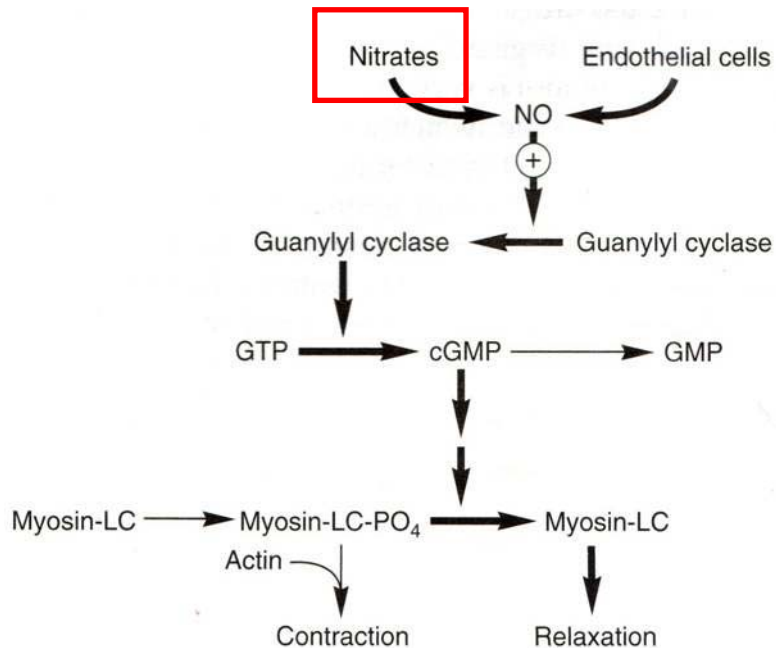 Nitrates Endothelial cells
NO
+
Guanylyl cyclase Guanylyl cyclase
GTP cGMP GMP
Myosin-LC Myosin-LC-PO4 Myosin-LC
Actin
Contraction Relaxation